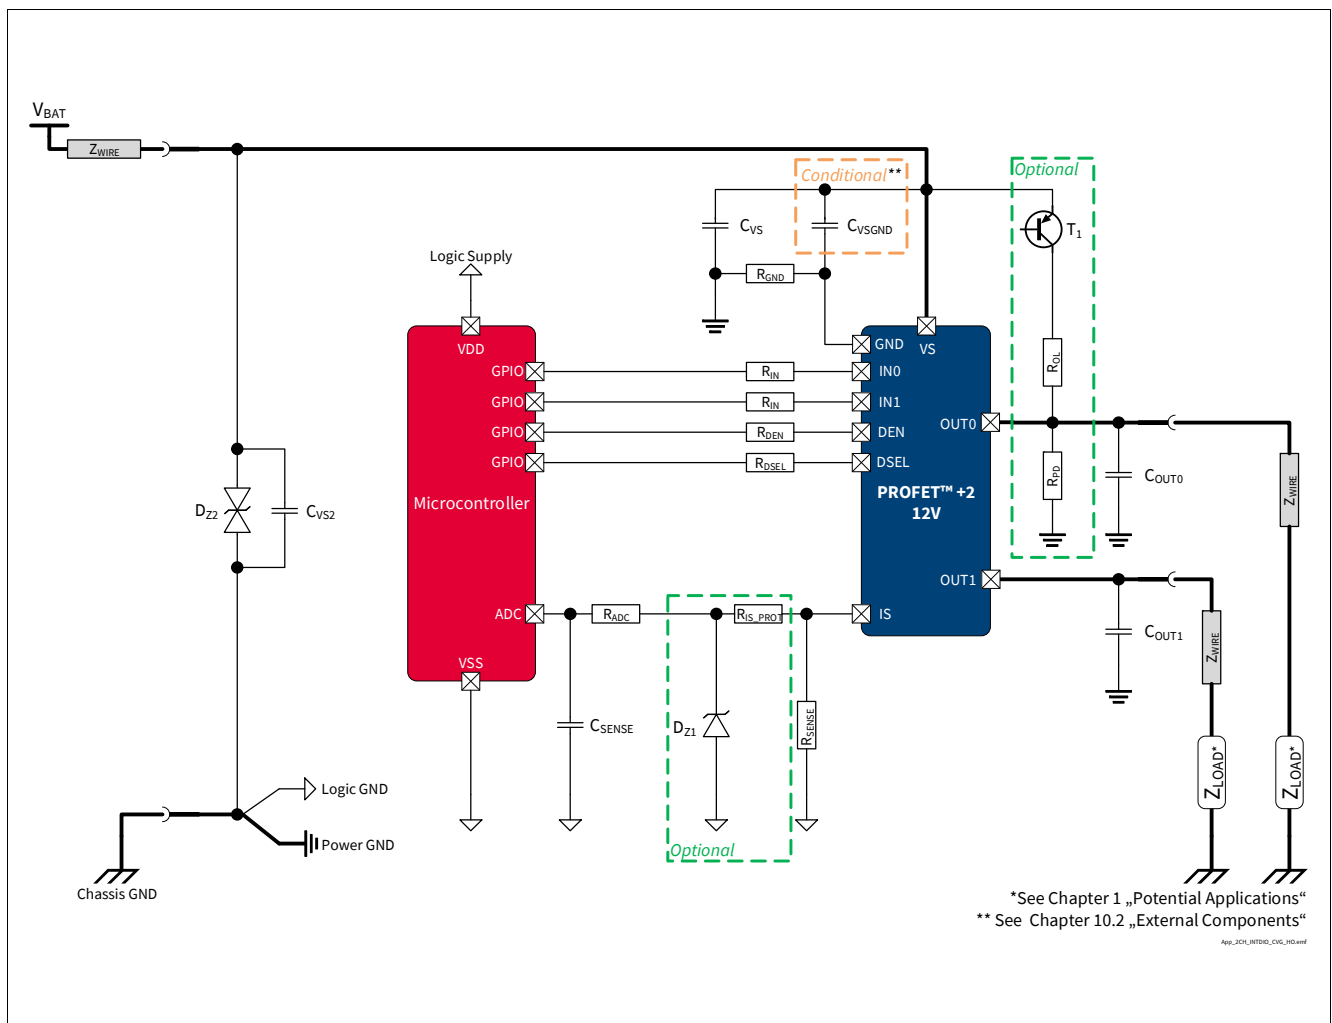 VBAT
ZWIRE
Conditional**
Optional
CVS
CVSGND
T1
Logic Supply
RGND
VDD
GND
VS
GPIO
RIN
IN0
ROL
GPIO
RIN
IN1
GPIO
RDEN
DEN
OUT0
GPIO
RDSEL
DSEL
RPD
COUT0
ZWIRE
Microcontroller
PROFET™ +2
12V
DZ2
CVS2
OUT1
ADC
RADC
RIS_PROT
IS
COUT1
ZWIRE
VSS
CSENSE
DZ1
RSENSE
ZLOAD*
ZLOAD*
Logic GND
Power GND
Optional
Chassis GND
*See Chapter 1 „Potential Applications“
** See Chapter 10.2 „External Components“
App_2CH_INTDIO_CVG_HO.emf